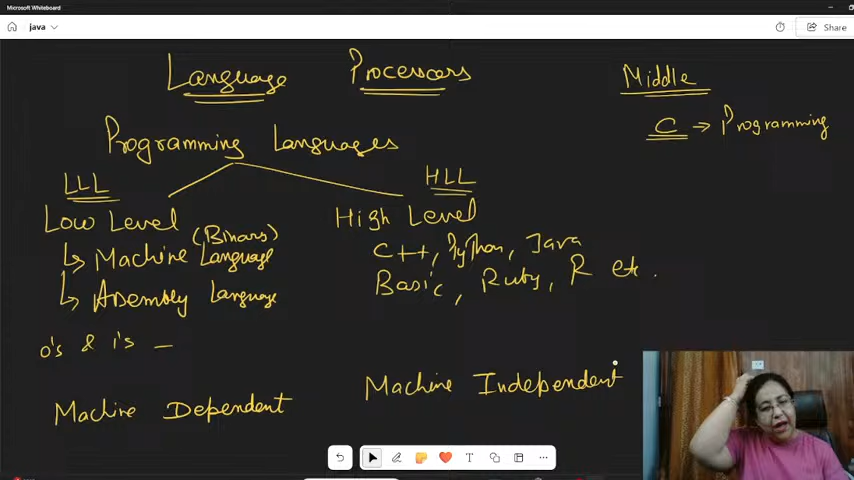 Microsoft Whiteboard
java
Share
Language Processors
Middle
C → Programming
Programming Languages
LLL
HLL
Low Level
High Level
(Binary)
↳ Machine Language
C++, Python, Java
Basic, Ruby, R etc.
↳ Assembly Language
0's & 1's —
Machine Independent
Machine Dependent